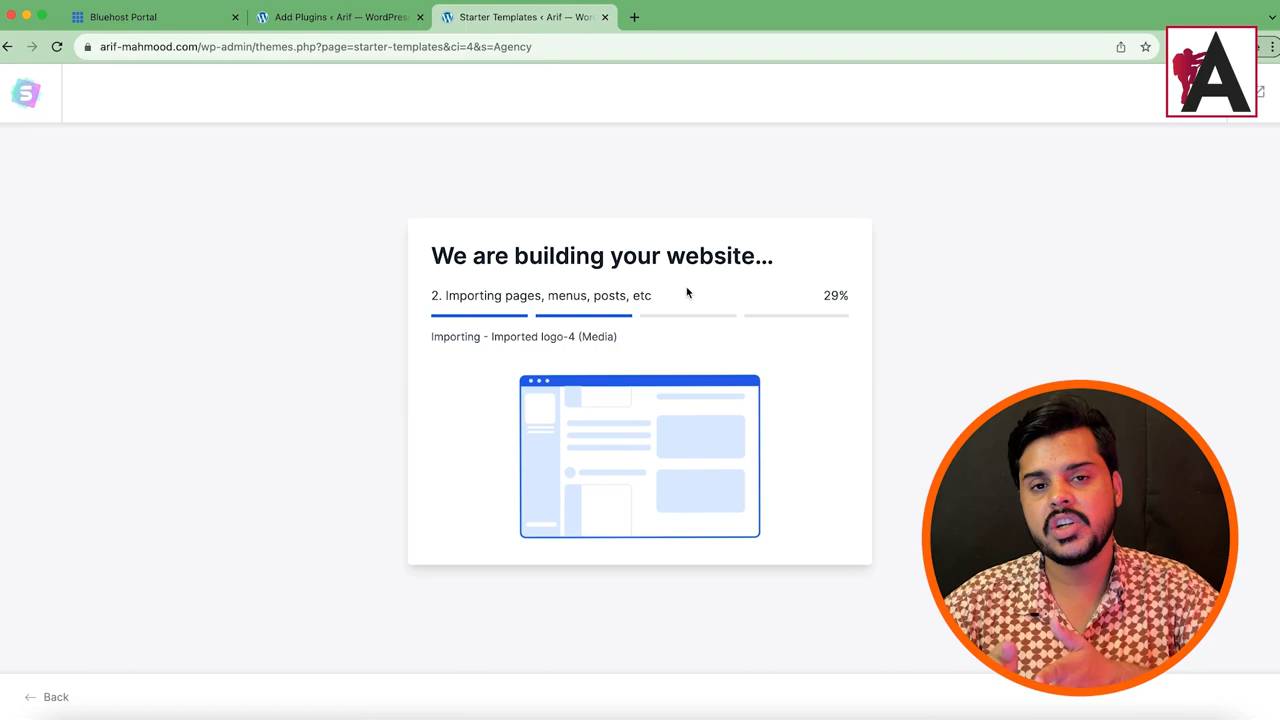 Bluehost Portal
Add Plugins ‹ Arif — WordPres
Starter Templates ‹ Arif — Wor
arif-mahmood.com/wp-admin/themes.php?page=starter-templates&ci=4&s=Agency
S
A
We are building your website...
2. Importing pages, menus, posts, etc
29%
Importing - Imported logo-4 (Media)
Back